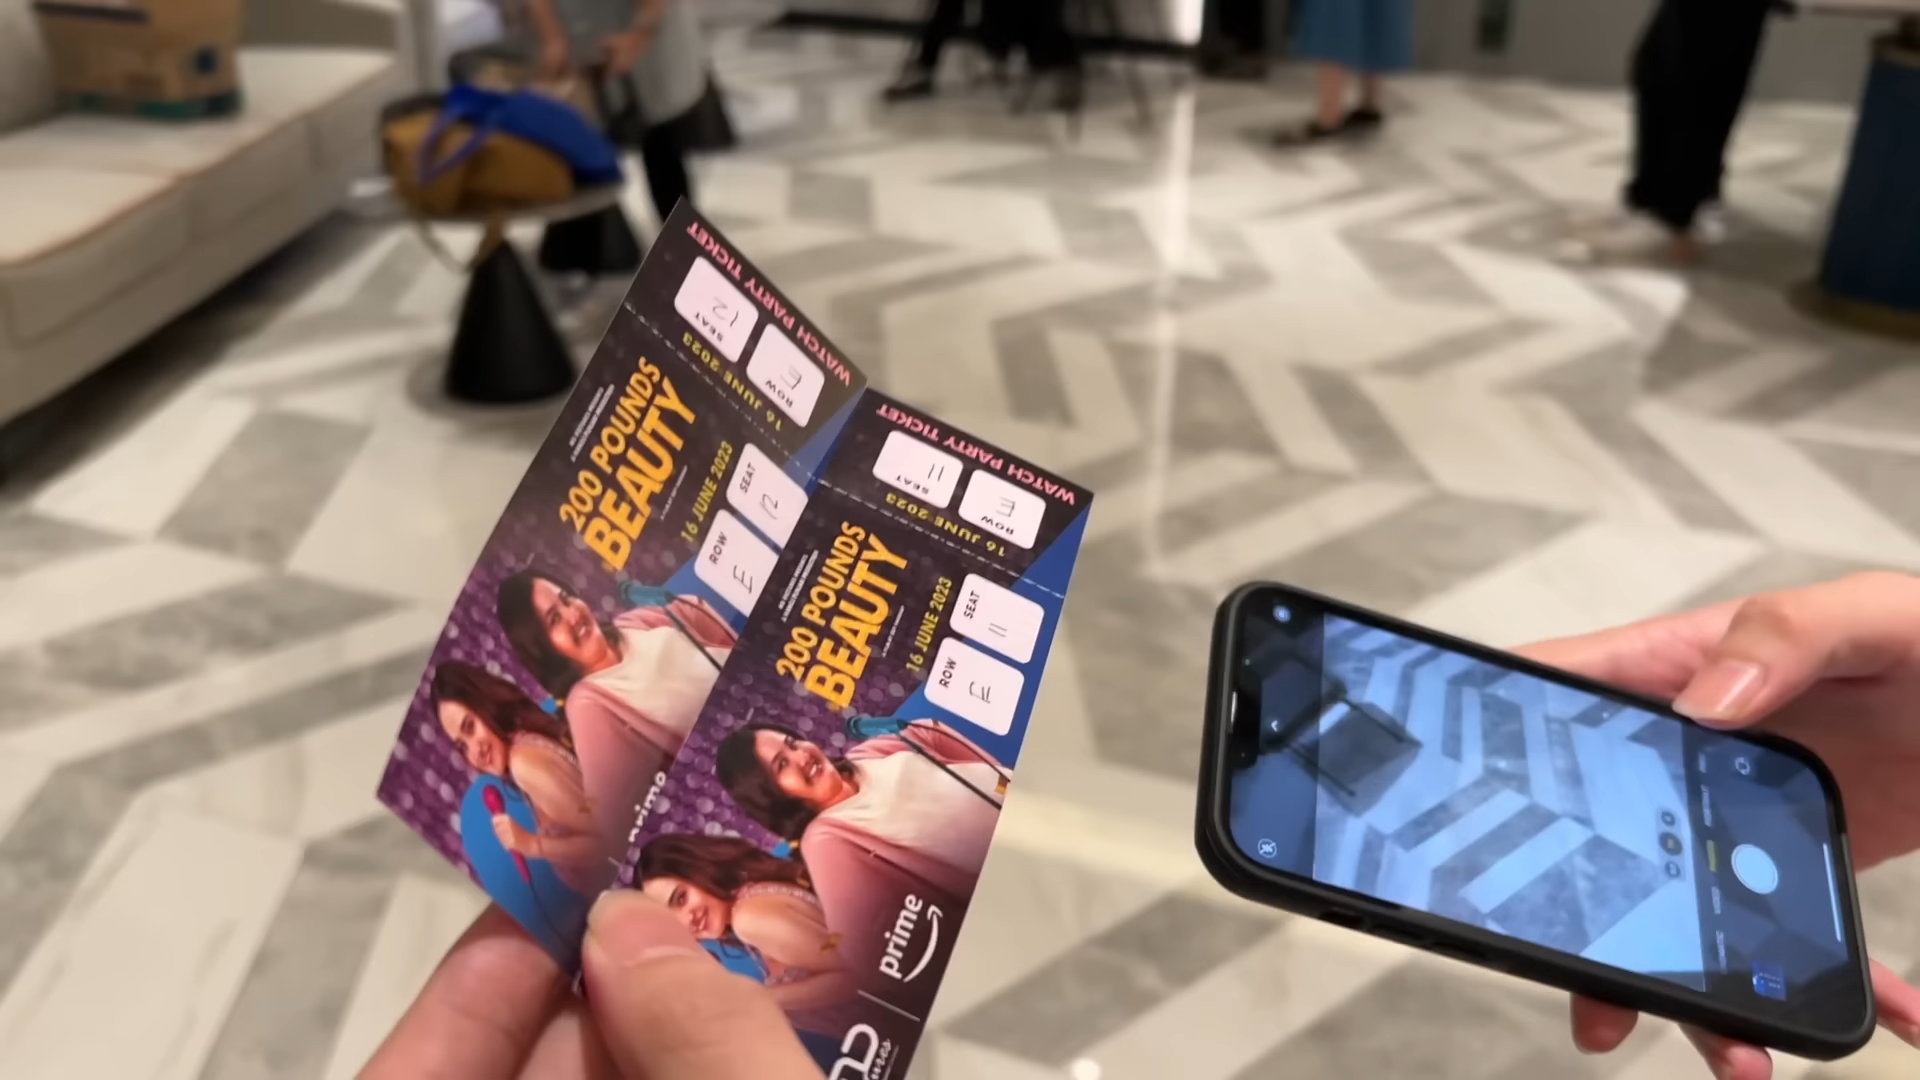 WATCH PARTY TICKET
ROW E SEAT 12
16 JUNE 2023
200 POUNDS
BEAUTY
16 JUNE 2023
ROW E SEAT 12
prime
WATCH PARTY TICKET
ROW E SEAT 11
16 JUNE 2023
200 POUNDS
BEAUTY
16 JUNE 2023
ROW E SEAT 11
prime